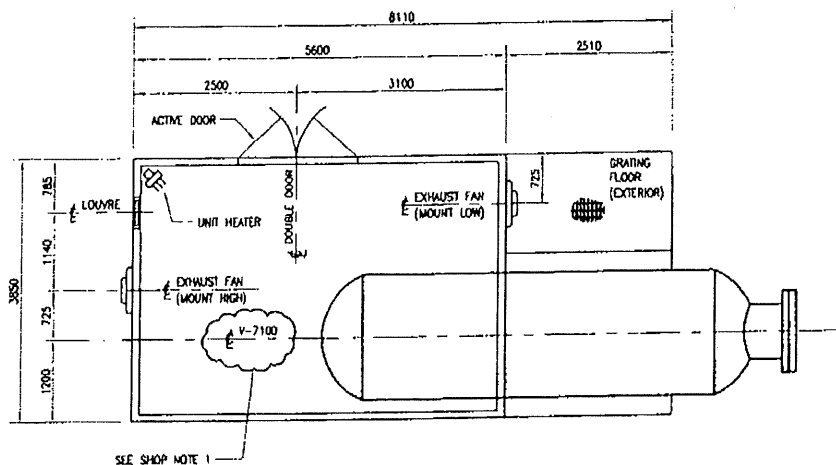 8110
5600
2510
2500
3100
ACTIVE DOOR
785
LOUVRE
UNIT HEATER
DOUBLE DOOR
EXHAUST FAN
(MOUNT LOW)
725
GRATING
FLOOR
(EXTERIOR)
3850
1140
EXHAUST FAN
(MOUNT HIGH)
725
V-7100
1200
SEE SHOP NOTE 1